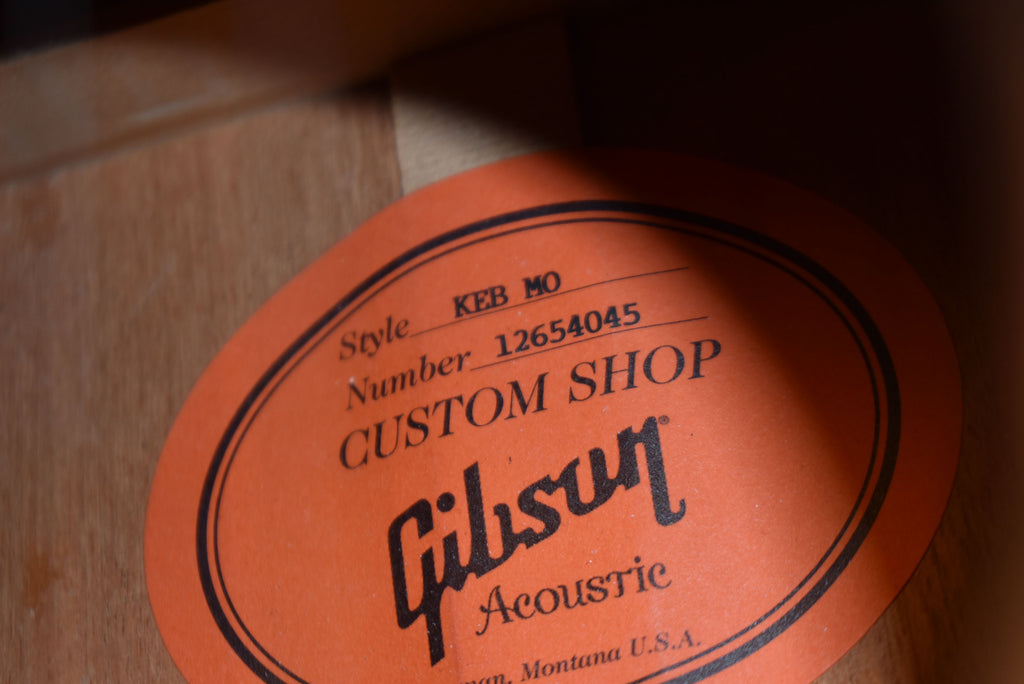 Style KEB MO
Number 12654045
CUSTOM SHOP
Gibson®
Acoustic
Montana U.S.A.